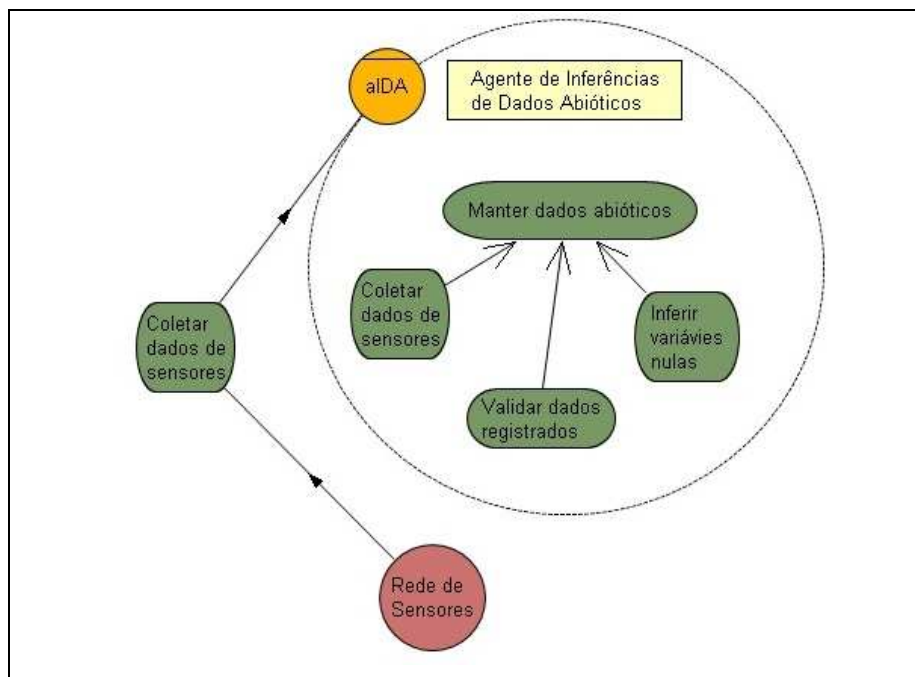 aIDA
Agente de Inferências
de Dados Abióticos
Manter dados abióticos
Coletar
dados de
sensores
Inferir
variávies
nulas
Validar dados
registrados
Coletar
dados de
sensores
Rede de
Sensores